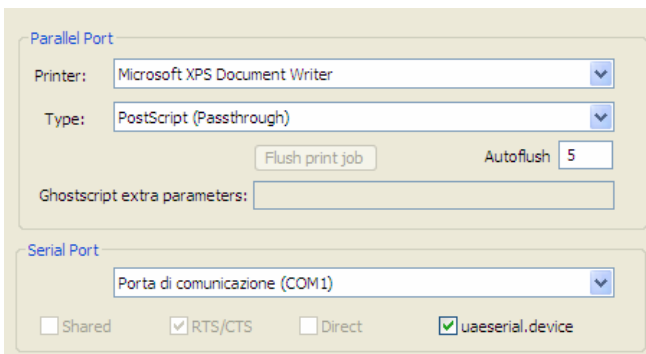 Parallel Port
Printer: Microsoft XPS Document Writer
Type: PostScript (Passthrough)
Flush print job Autoflush 5
Ghostscript extra parameters:
Serial Port
Porta di comunicazione (COM1)
Shared RTS/CTS Direct uaeserial.device